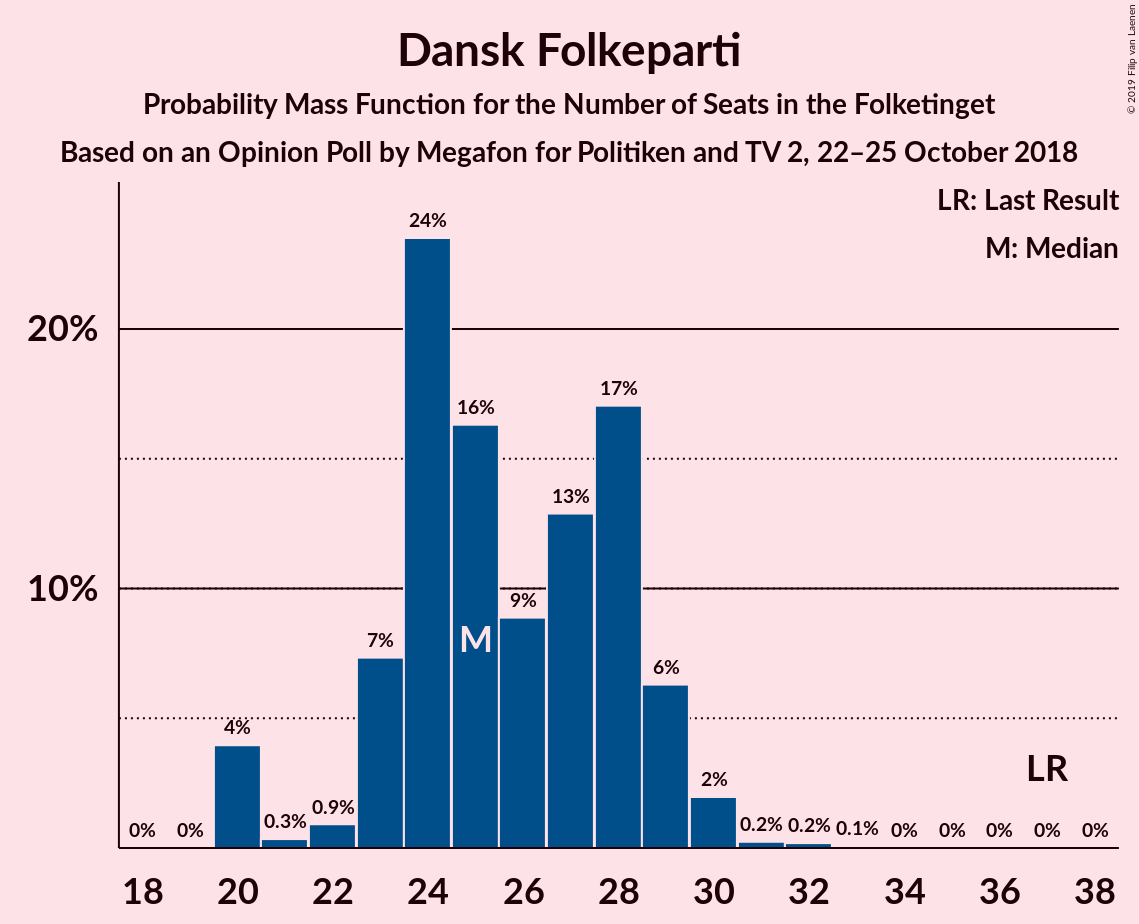 Dansk Folkeparti
Probability Mass Function for the Number of Seats in the Folketinget
Based on an Opinion Poll by Megafon for Politiken and TV 2, 22–25 October 2018
© 2019 Filip van Laenen
LR: Last Result
M: Median
20%
10%
0% 0% 4% 0.3% 0.9% 7% 24% 16% 9% 13% 17% 6% 2% 0.2% 0.2% 0.1% 0% 0% 0% 0% 0%
M
LR
18 20 22 24 26 28 30 32 34 36 38